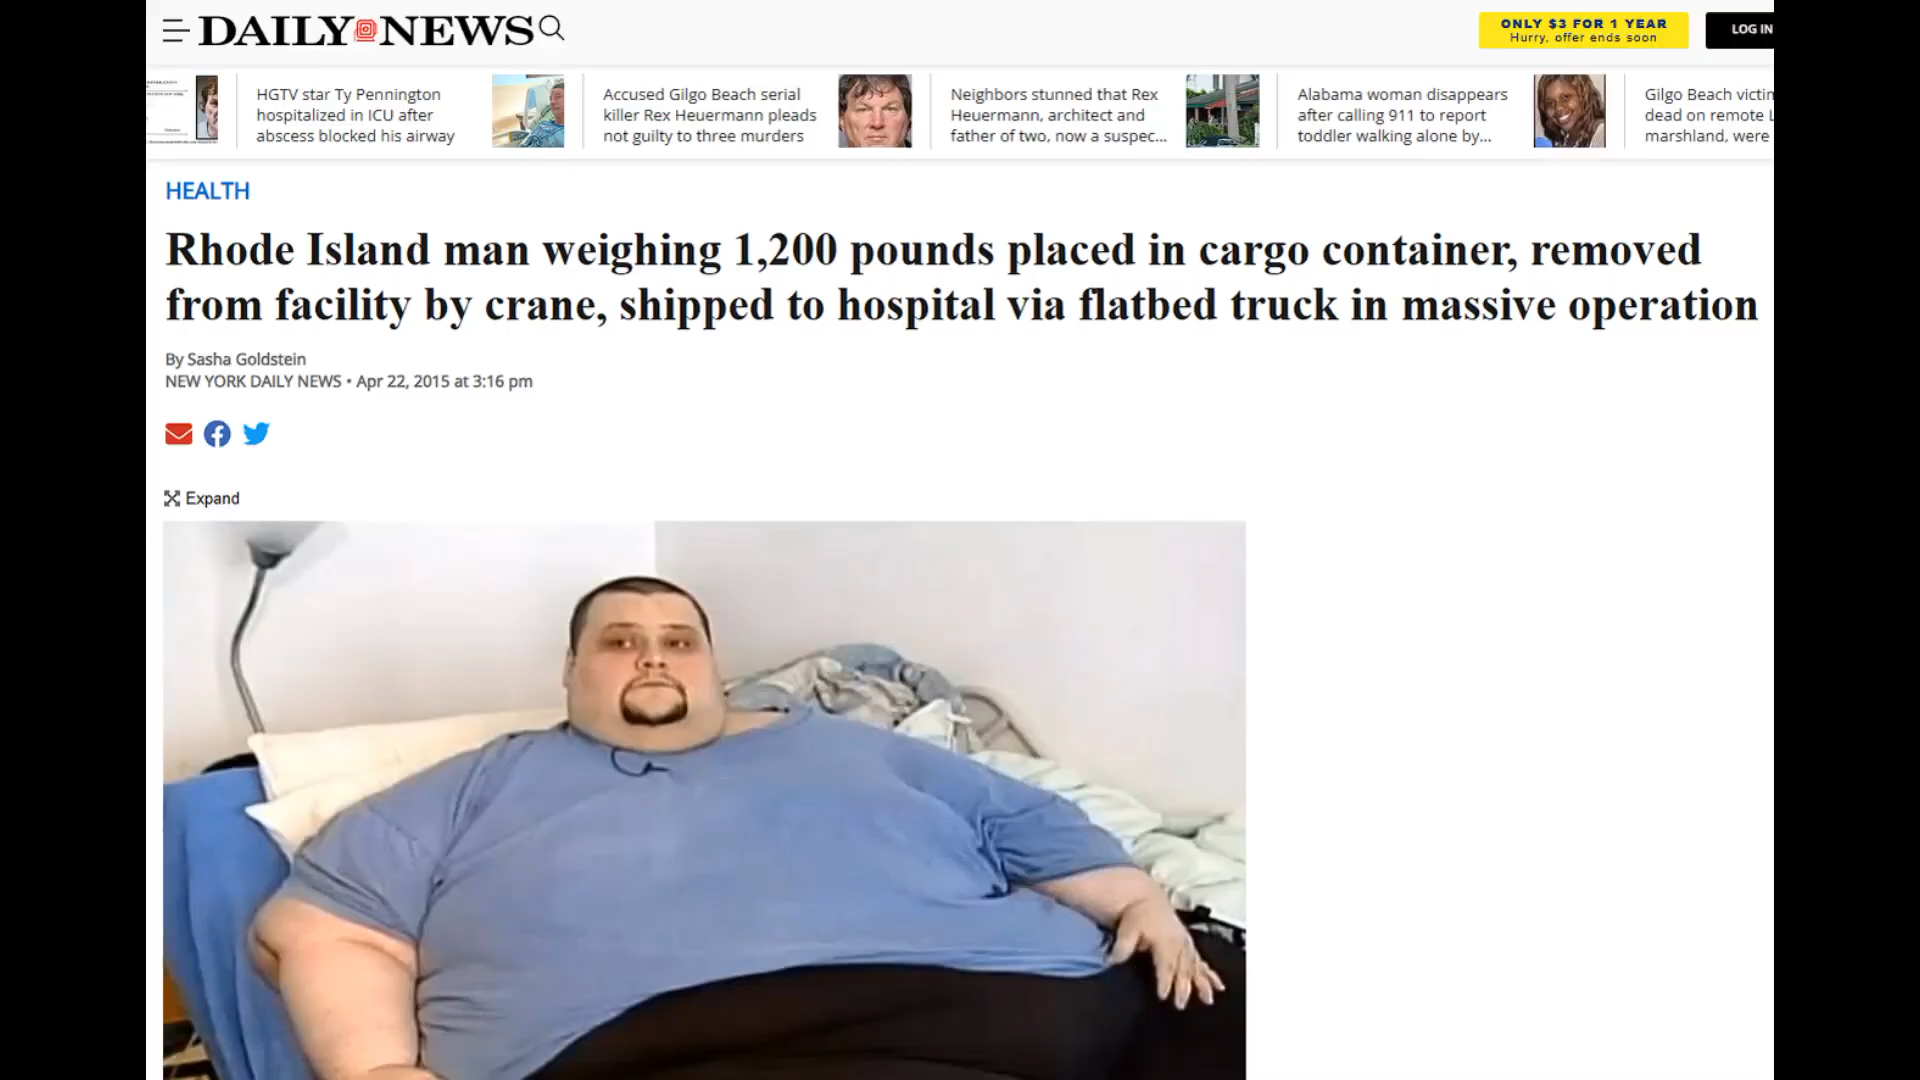 DAILY NEWS
ONLY $3 FOR 1 YEAR
Hurry, offer ends soon
LOG IN
HGTV star Ty Pennington
hospitalized in ICU after
abscess blocked his airway
Accused Gilgo Beach serial
killer Rex Heuermann pleads
not guilty to three murders
Neighbors stunned that Rex
Heuermann, architect and
father of two, now a suspec...
Alabama woman disappears
after calling 911 to report
toddler walking alone by...
Gilgo Beach victin
dead on remote L
marshland, were
HEALTH
Rhode Island man weighing 1,200 pounds placed in cargo container, removed
from facility by crane, shipped to hospital via flatbed truck in massive operation
By Sasha Goldstein
NEW YORK DAILY NEWS • Apr 22, 2015 at 3:16 pm
Expand